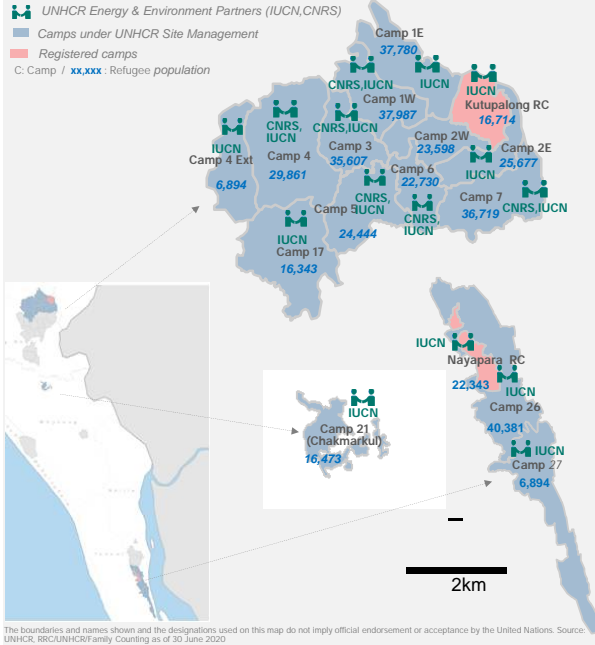 UNHCR Energy & Environment Partners (IUCN,CNRS)
Camps under UNHCR Site Management
Registered camps
C: Camp / xx,xxx : Refugee population
Camp 1E
37,780
CNRS,IUCN
IUCN
IUCN
Camp 1W
37,987
Kutupalong RC
16,714
CNRS,
IUCN
CNRS,IUCN
IUCN
Camp 4 Ext
6,894
Camp 4
29,861
Camp 3
35,607
Camp 2W
23,598
IUCN
Camp 2E
25,677
Camp 6
22,730
CNRS,
IUCN
CNRS,
IUCN
Camp 7
36,719
CNRS,IUCN
Camp 5
24,444
IUCN
Camp 17
16,343
IUCN
Nayapara RC
22,343
IUCN
Camp 26
40,381
IUCN
Camp 27
6,894
IUCN
Camp 21
(Chakmarkul)
16,473
2km
The boundaries and names shown and the designations used on this map do not imply official endorsement or acceptance by the United Nations. Source:
UNHCR, RRC/UNHCR/Family Counting as of 30 June 2020